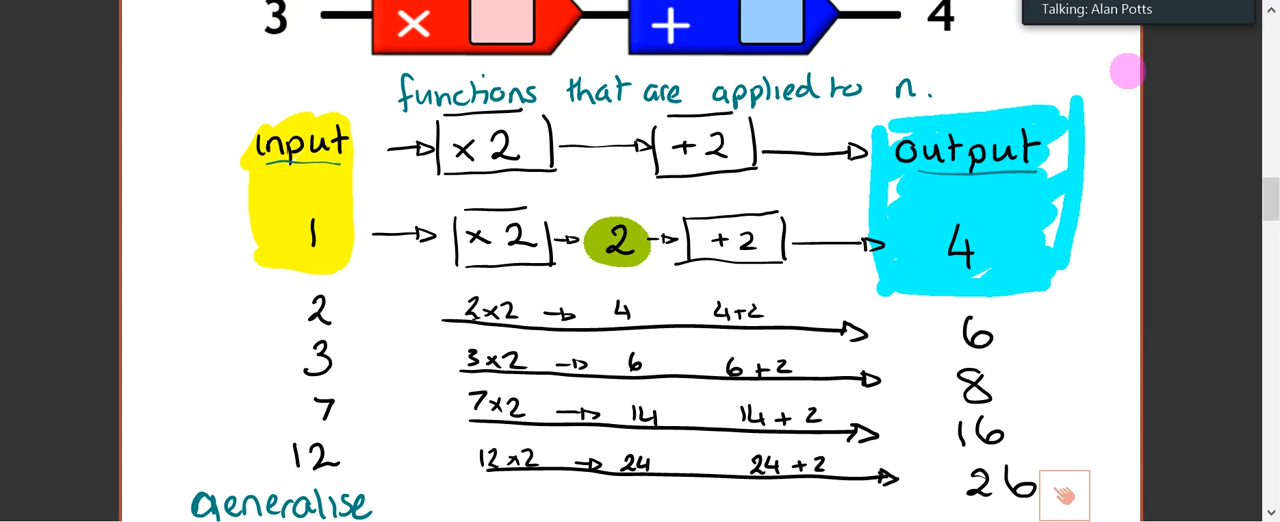 Talking: Alan Potts
3 × + 4
functions that are applied to n.
input → × 2 → + 2 → output
1 → × 2 → 2 → + 2 → 4
2 2×2 → 4 4+2 → 6
3 3×2 → 6 6+2 → 8
7 7×2 → 14 14+2 → 16
12 12×2 → 24 24+2 → 26
generalise